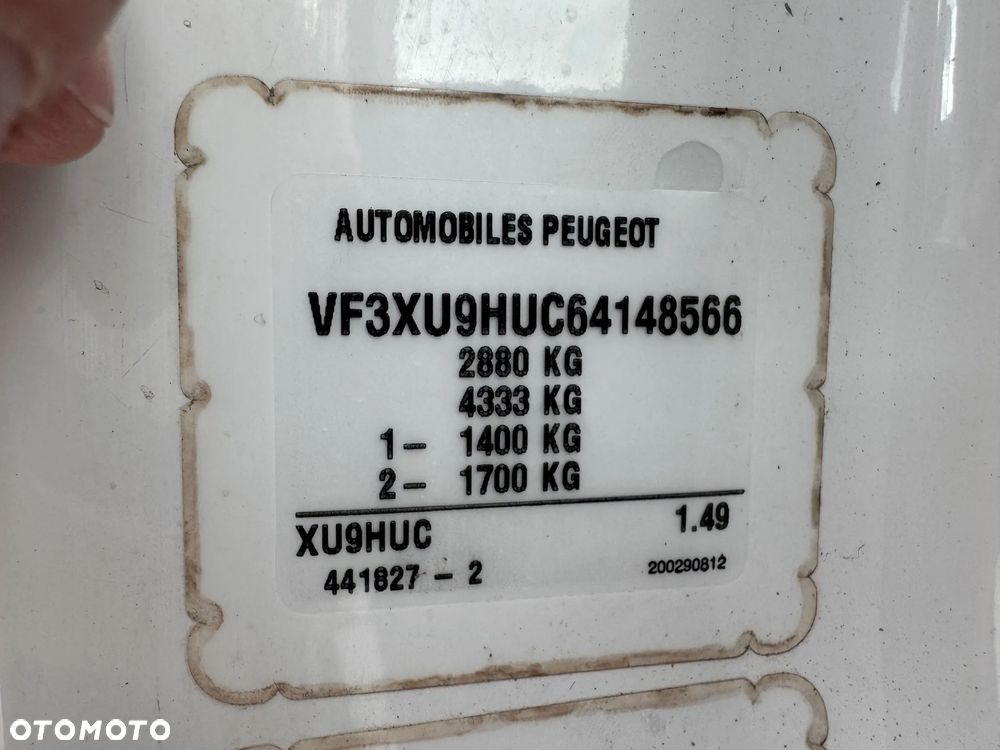 AUTOMOBILES PEUGEOT
VF3XU9HUC64148566
2880 KG
4333 KG
1- 1400 KG
2- 1700 KG
XU9HUC 1.49
441827 - 2 200290812
OTOMOTO